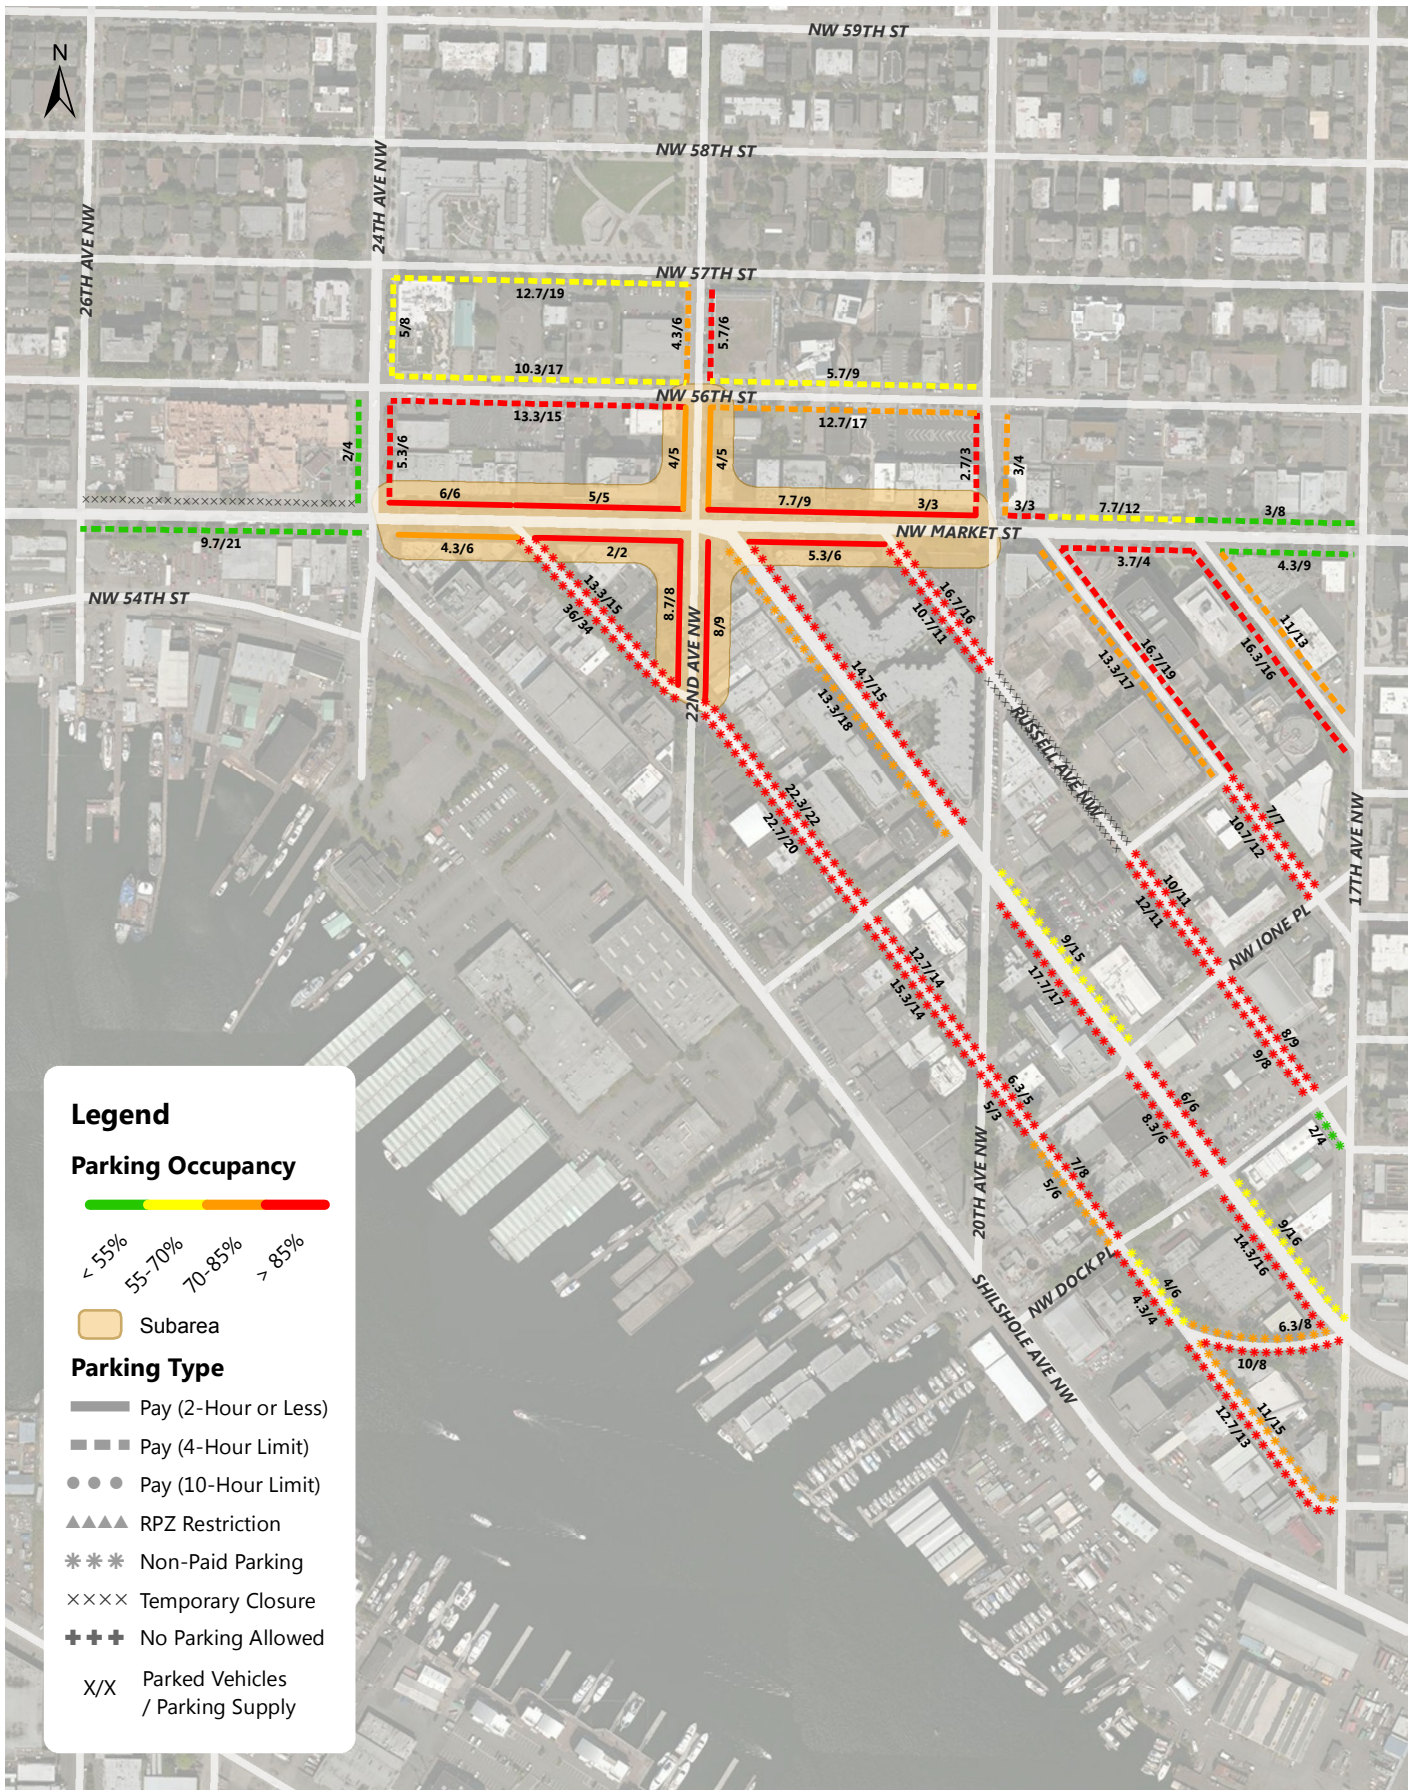 NW 59TH ST
N
NW 58TH ST
24TH AVE NW
26TH AVE NW
NW 57TH ST
12.7/19
5/8
4.3/6
5.7/6
10.3/17
5.7/9
NW 56TH ST
13.3/15
12.7/17
2/4
5.3/6
4/5
4/5
2.7/3
3/4
6/6
5/5
7.7/9
3/3
3/3
7.7/12
3/8
NW MARKET ST
9.7/21
4.3/6
2/2
5.3/6
3.7/4
4.3/9
NW 54TH ST
13.3/15
36/34
8.7/8
8/9
22ND AVE NW
16.7/16
10.7/11
14.7/15
13.3/18
16.7/19
13.3/17
11/13
16.3/16
RUSSELL AVE NW
22.3/22
22.7/20
7/7
10.7/12
17TH AVE NW
10/11
12/11
NW IONE PL
9/15
17.7/17
12.7/14
15.3/14
8/9
9/8
6.3/5
5/3
6/6
8.3/6
2/4
20TH AVE NW
7/8
5/6
9/16
14.3/16
NW DOCK PL
4/6
4.3/4
6.3/8
10/8
SHILSHOLE AVE NW
11/15
12.7/13
Legend
Parking Occupancy
< 55%
55-70%
70-85%
> 85%
Subarea
Parking Type
Pay (2-Hour or Less)
Pay (4-Hour Limit)
Pay (10-Hour Limit)
RPZ Restriction
Non-Paid Parking
Temporary Closure
No Parking Allowed
X/X
Parked Vehicles
/ Parking Supply